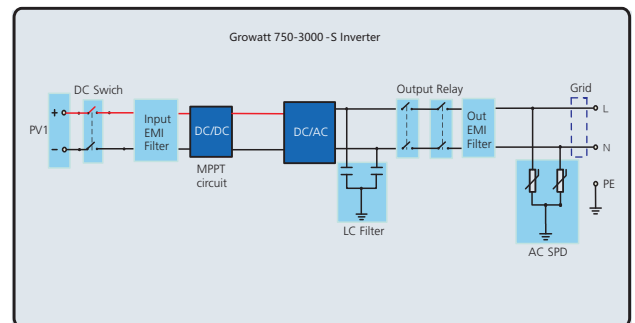 Growatt 750-3000 -S Inverter
DC Swich
Output Relay
Grid
+
PV1
−
Input
EMI
Filter
DC/DC
DC/AC
Out
EMI
Filter
L
N
PE
MPPT
circuit
LC Filter
AC SPD